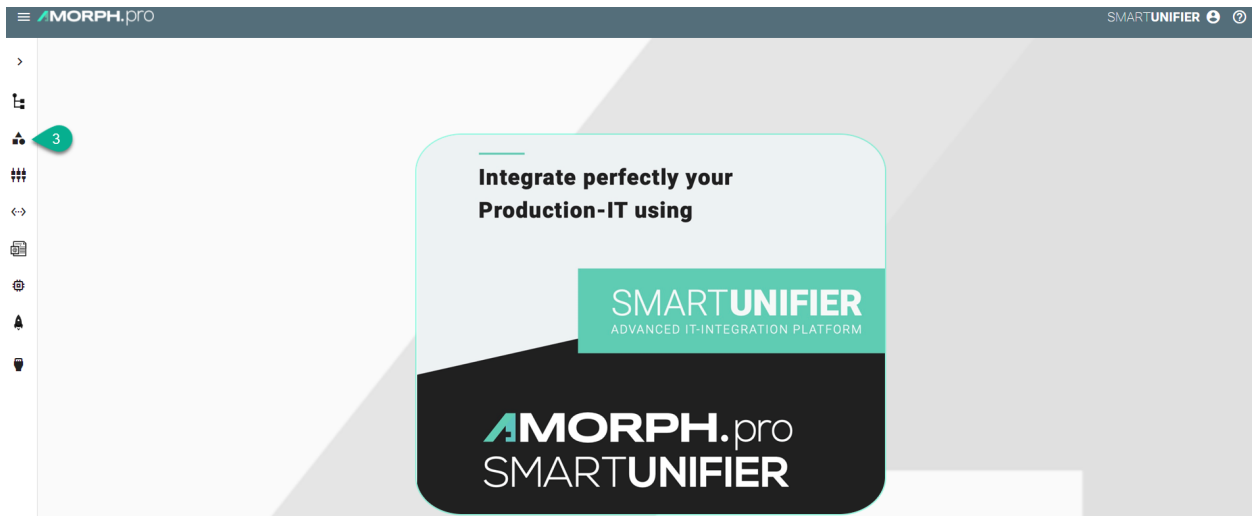 AMORPH.pro
SMARTUNIFIER
3
Integrate perfectly your
Production-IT using
SMARTUNIFIER
ADVANCED IT-INTEGRATION PLATFORM
AMORPH.pro
SMARTUNIFIER